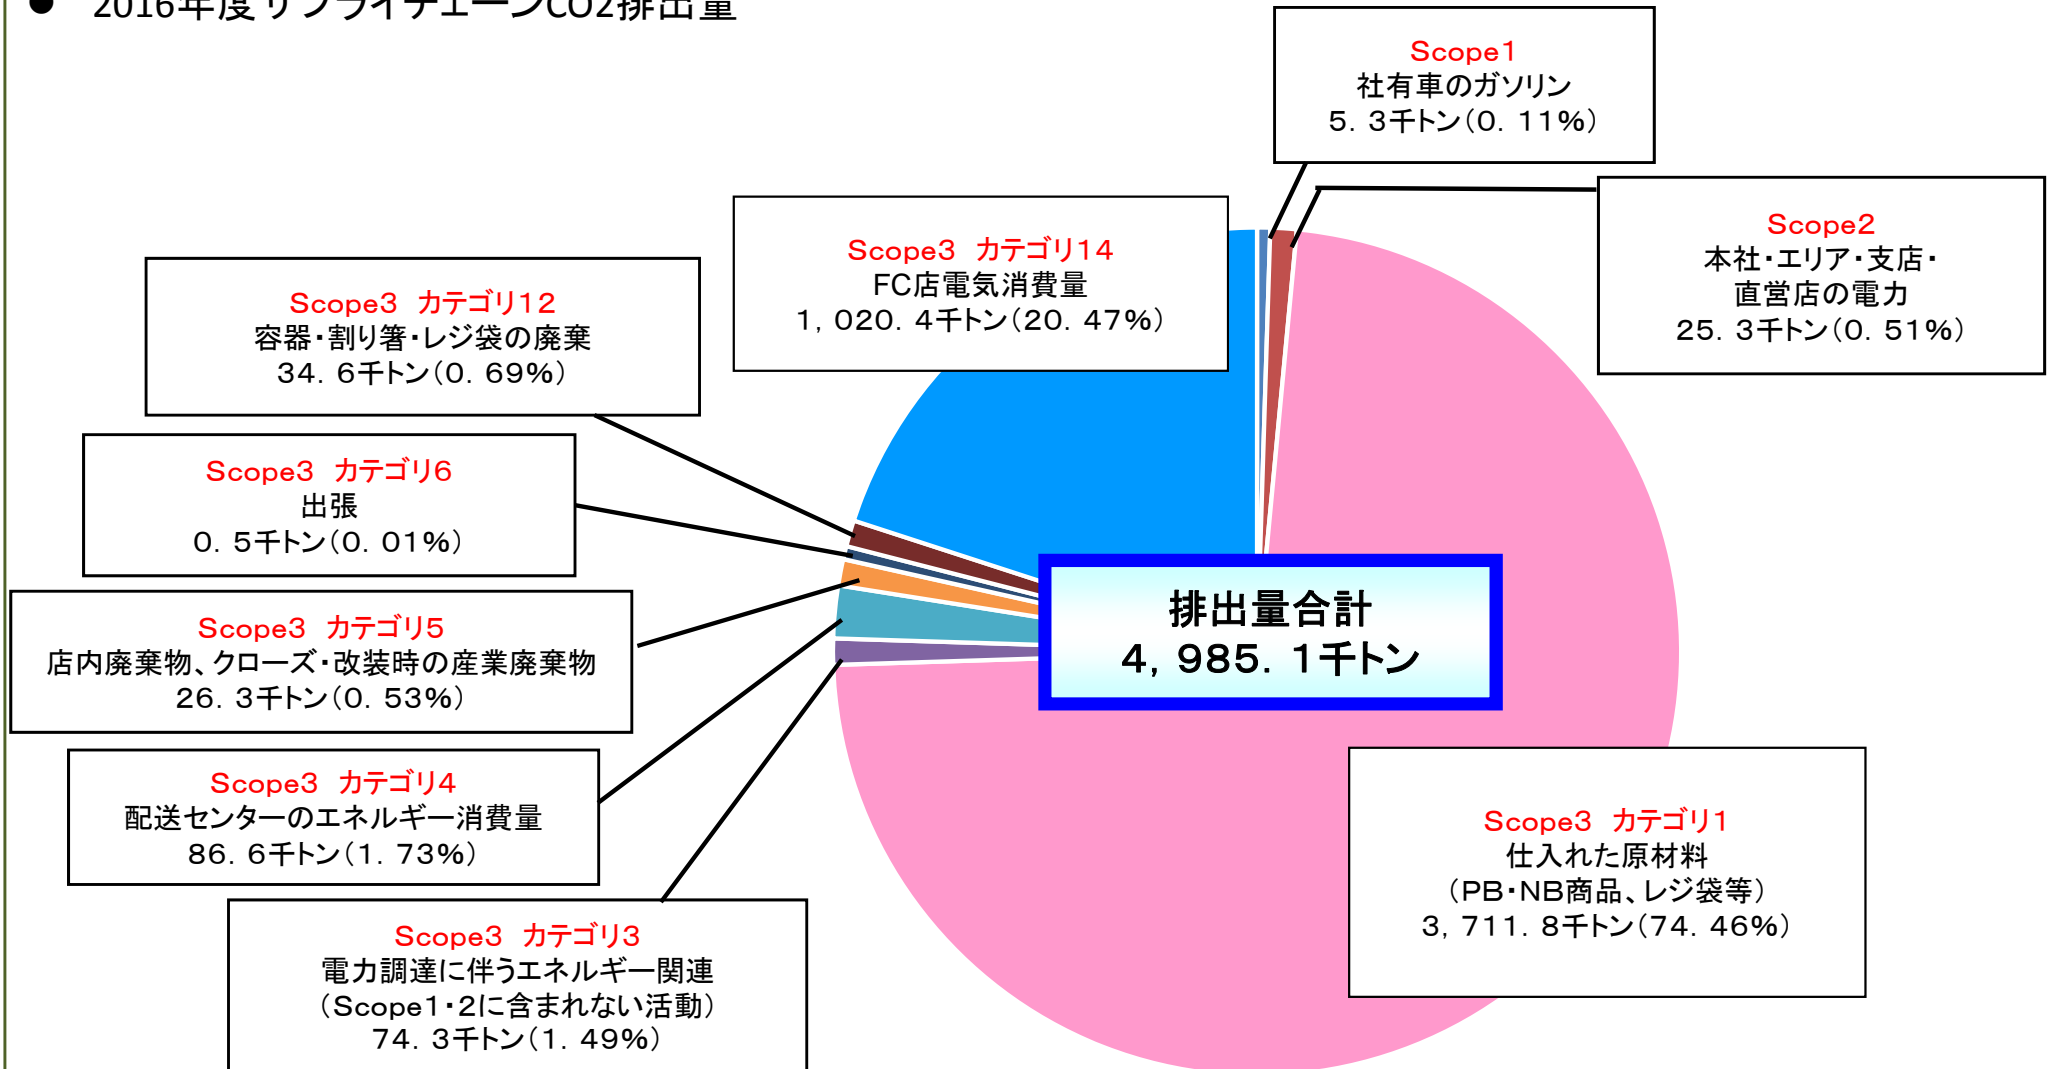 ● 2016年度サプライチェーンCO2排出量
Scope1
社有車のガソリン
5.3千トン(0.11%)
Scope2
本社・エリア・支店・
直営店の電力
25.3千トン(0.51%)
Scope3 カテゴリ14
FC店電気消費量
1,020.4千トン(20.47%)
Scope3 カテゴリ12
容器・割り箸・レジ袋の廃棄
34.6千トン(0.69%)
Scope3 カテゴリ6
出張
0.5千トン(0.01%)
Scope3 カテゴリ5
店内廃棄物、クローズ・改装時の産業廃棄物
26.3千トン(0.53%)
Scope3 カテゴリ4
配送センターのエネルギー消費量
86.6千トン(1.73%)
Scope3 カテゴリ3
電力調達に伴うエネルギー関連
(Scope1・2に含まれない活動)
74.3千トン(1.49%)
排出量合計
4,985.1千トン
Scope3 カテゴリ1
仕入れた原材料
(PB・NB商品、レジ袋等)
3,711.8千トン(74.46%)